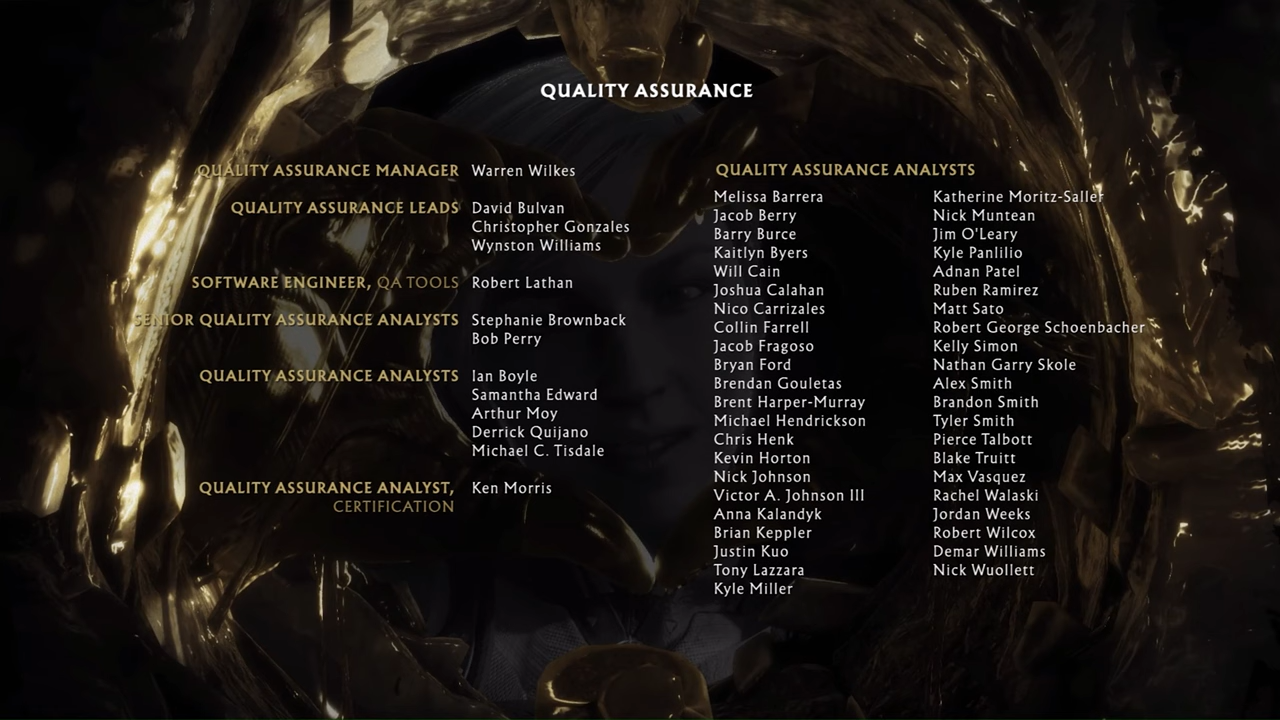 QUALITY ASSURANCE
QUALITY ASSURANCE MANAGER Warren Wilkes
QUALITY ASSURANCE LEADS David Bulvan
Christopher Gonzales
Wynston Williams
SOFTWARE ENGINEER, QA TOOLS Robert Lathan
SENIOR QUALITY ASSURANCE ANALYSTS Stephanie Brownback
Bob Perry
QUALITY ASSURANCE ANALYSTS Ian Boyle
Samantha Edward
Arthur Moy
Derrick Quijano
Michael C. Tisdale
QUALITY ASSURANCE ANALYST, Ken Morris
CERTIFICATION
QUALITY ASSURANCE ANALYSTS
Melissa Barrera
Jacob Berry
Barry Burce
Kaitlyn Byers
Will Cain
Joshua Calahan
Nico Carrizales
Collin Farrell
Jacob Fragoso
Bryan Ford
Brendan Gouletas
Brent Harper-Murray
Michael Hendrickson
Chris Henk
Kevin Horton
Nick Johnson
Victor A. Johnson III
Anna Kalandyk
Brian Keppler
Justin Kuo
Tony Lazzara
Kyle Miller
Katherine Moritz-Saller
Nick Muntean
Jim O'Leary
Kyle Panlilio
Adnan Patel
Ruben Ramirez
Matt Sato
Robert George Schoenbacher
Kelly Simon
Nathan Garry Skole
Alex Smith
Brandon Smith
Tyler Smith
Pierce Talbott
Blake Truitt
Max Vasquez
Rachel Walaski
Jordan Weeks
Robert Wilcox
Demar Williams
Nick Wuollett